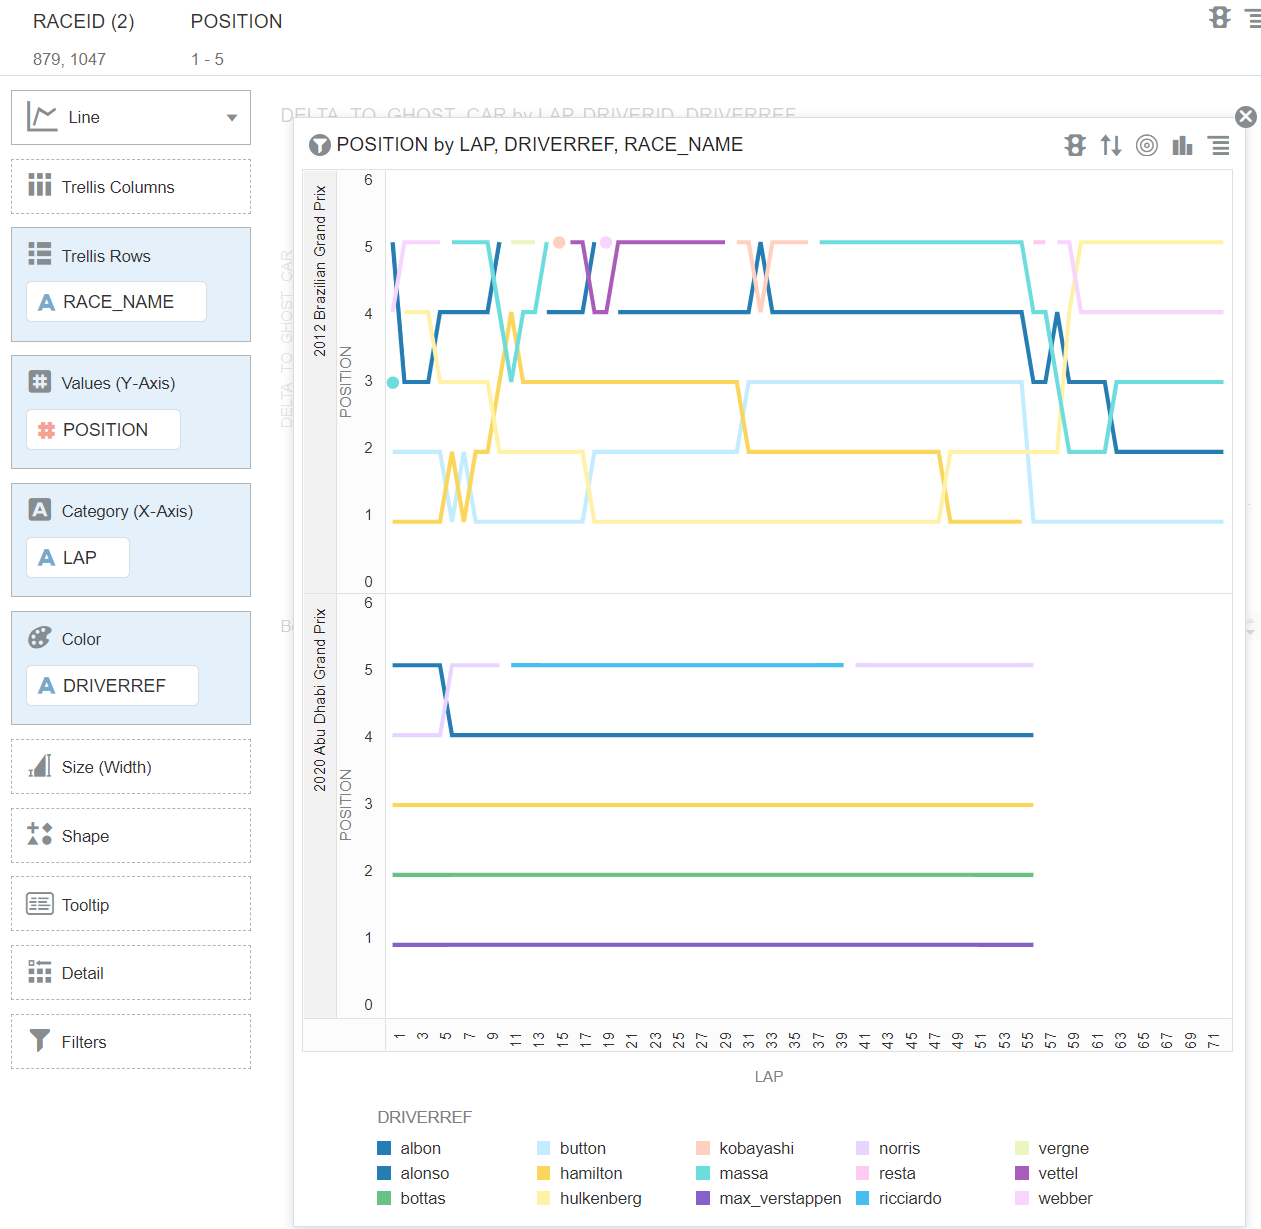 RACEID (2) POSITION
879, 1047 1 - 5
Line
Trellis Columns
Trellis Rows
A RACE_NAME
# Values (Y-Axis)
# POSITION
A Category (X-Axis)
A LAP
Color
A DRIVERREF
Size (Width)
Shape
Tooltip
Detail
Filters
DELTA_TO_GHOST_CAR by LAP, DRIVERID, DRIVERREF
DELTA_TO_GHOST_CAR
POSITION by LAP, DRIVERREF, RACE_NAME
2012 Brazilian Grand Prix
POSITION
6
5
4
3
2
1
0
2020 Abu Dhabi Grand Prix
POSITION
6
5
4
3
2
1
0
1 3 5 7 9 11 13 15 17 19 21 23 25 27 29 31 33 35 37 39 41 43 45 47 49 51 53 55 57 59 61 63 65 67 69 71
LAP
DRIVERREF
albon button kobayashi norris vergne
alonso hamilton massa resta vettel
bottas hulkenberg max_verstappen ricciardo webber